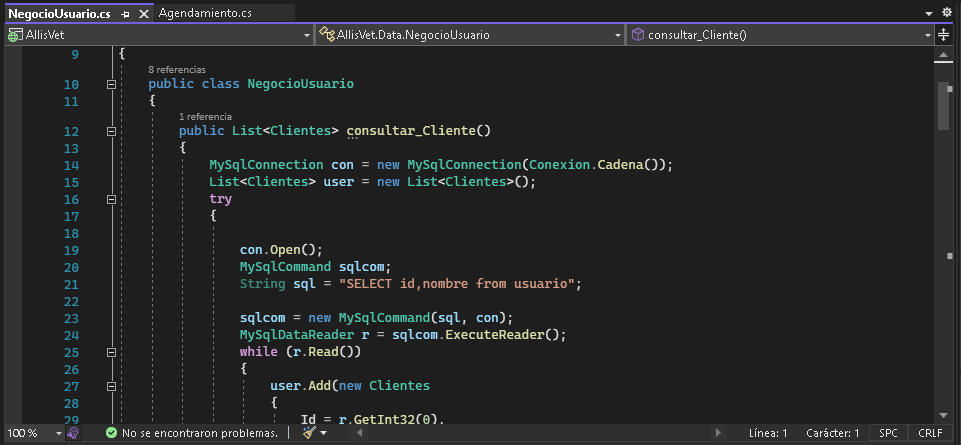 NegocioUsuario.cs Agendamiento.cs
AllisVet AllisVet.Data.NegocioUsuario consultar_Cliente()
9 {
8 referencias
10 public class NegocioUsuario
11 {
1 referencia
12 public List<Clientes> consultar_Cliente()
13 {
14 MySqlConnection con = new MySqlConnection(Conexion.Cadena());
15 List<Clientes> user = new List<Clientes>();
16 try
17 {
18
19 con.Open();
20 MySqlCommand sqlcom;
21 String sql = "SELECT id,nombre from usuario";
22
23 sqlcom = new MySqlCommand(sql, con);
24 MySqlDataReader r = sqlcom.ExecuteReader();
25 while (r.Read())
26 {
27 user.Add(new Clientes
28 {
29 Id = r.GetInt32(0),
100 % No se encontraron problemas. Línea: 1 Carácter: 1 SPC CRLF